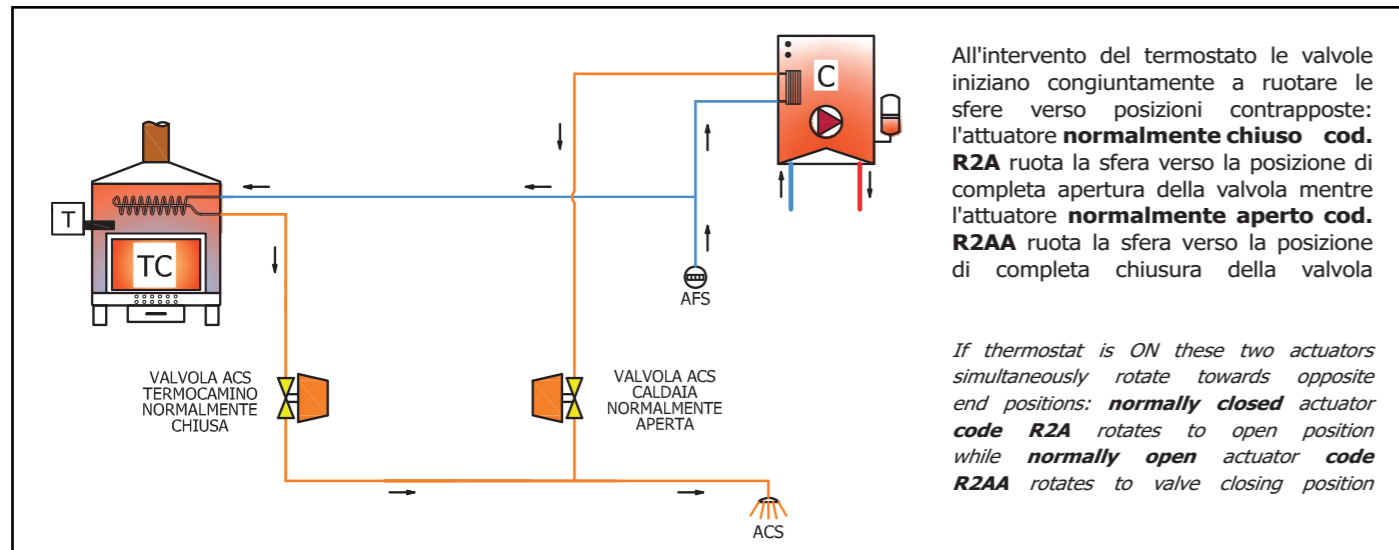 C
T
TC
AFS
VALVOLA ACS
TERMOCAMINO
NORMALMENTE
CHIUSA
VALVOLA ACS
CALDAIA
NORMALMENTE
APERTA
ACS
All'intervento del termostato le valvole
iniziano congiuntamente a ruotare le
sfere verso posizioni contrapposte:
l'attuatore normalmente chiuso cod.
R2A ruota la sfera verso la posizione di
completa apertura della valvola mentre
l'attuatore normalmente aperto cod.
R2AA ruota la sfera verso la posizione
di completa chiusura della valvola
If thermostat is ON these two actuators
simultaneously rotate towards opposite
end positions: normally closed actuator
code R2A rotates to open position
while normally open actuator code
R2AA rotates to valve closing position